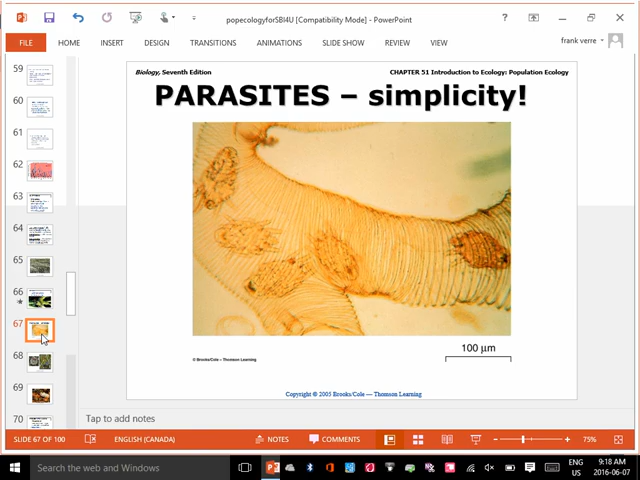 popecologyforSBI4U [Compatibility Mode] - PowerPoint
FILE HOME INSERT DESIGN TRANSITIONS ANIMATIONS SLIDE SHOW REVIEW VIEW
frank verre
59
60
61
62
63
64
65
66
67
68
69
70
Biology, Seventh Edition
CHAPTER 51 Introduction to Ecology: Population Ecology
PARASITES – simplicity!
100 µm
© Brooks/Cole – Thomson Learning
Copyright © 2005 Brooks/Cole — Thomson Learning
Tap to add notes
SLIDE 67 OF 100 ENGLISH (CANADA) NOTES COMMENTS 75%
Search the web and Windows
ENG
US
9:18 AM
2016-06-07